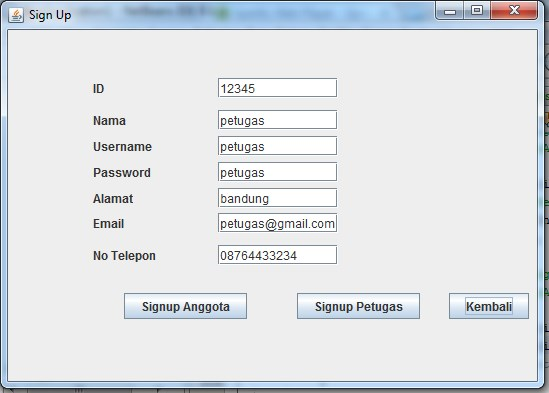 Sign Up
ID 12345
Nama petugas
Username petugas
Password petugas
Alamat bandung
Email petugas@gmail.com
No Telepon 08764433234
Signup Anggota Signup Petugas Kembali